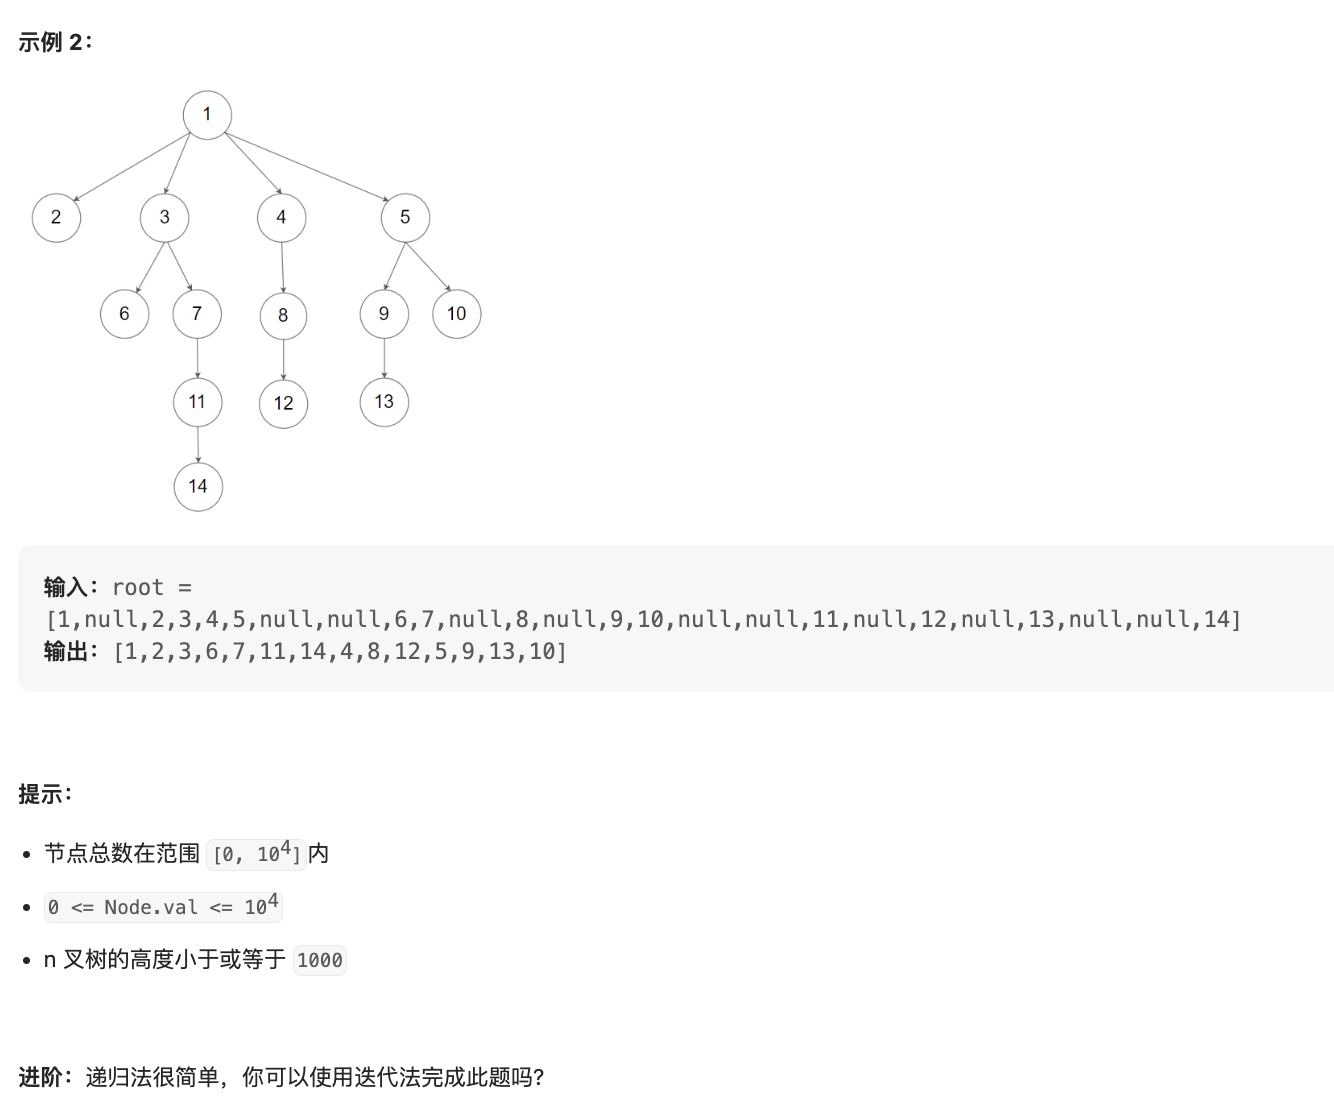 示例 2：
1
2 3 4 5
6 7 8 9 10
11 12 13
14
输入：root =
[1,null,2,3,4,5,null,null,6,7,null,8,null,9,10,null,null,11,null,12,null,13,null,null,14]
输出：[1,2,3,6,7,11,14,4,8,12,5,9,13,10]
提示：
• 节点总数在范围 [0, 10⁴]内
• 0 <= Node.val <= 10⁴
• n 叉树的高度小于或等于 1000
进阶：递归法很简单，你可以使用迭代法完成此题吗?